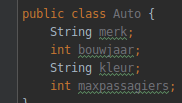 public class Auto {
String merk;
int bouwjaar;
String kleur;
int maxpassagiers;
}